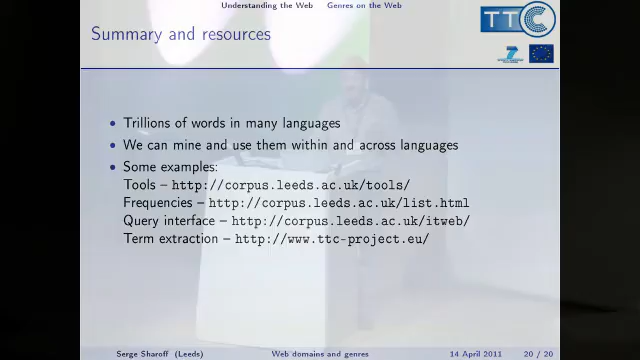 Understanding the Web Genres on the Web
TTC
Summary and resources
7
Trillions of words in many languages
We can mine and use them within and across languages
Some examples:
Tools – http://corpus.leeds.ac.uk/tools/
Frequencies – http://corpus.leeds.ac.uk/list.html
Query interface – http://corpus.leeds.ac.uk/itweb/
Term extraction – http://www.ttc-project.eu/
Serge Sharoff (Leeds) Web domains and genres 14 April 2011 20 / 20